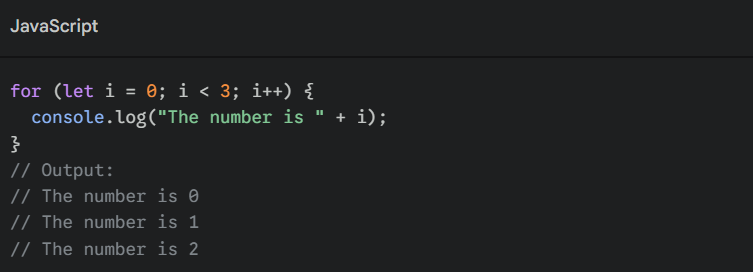 JavaScript
for (let i = 0; i < 3; i++) {
  console.log("The number is " + i);
}
// Output:
// The number is 0
// The number is 1
// The number is 2